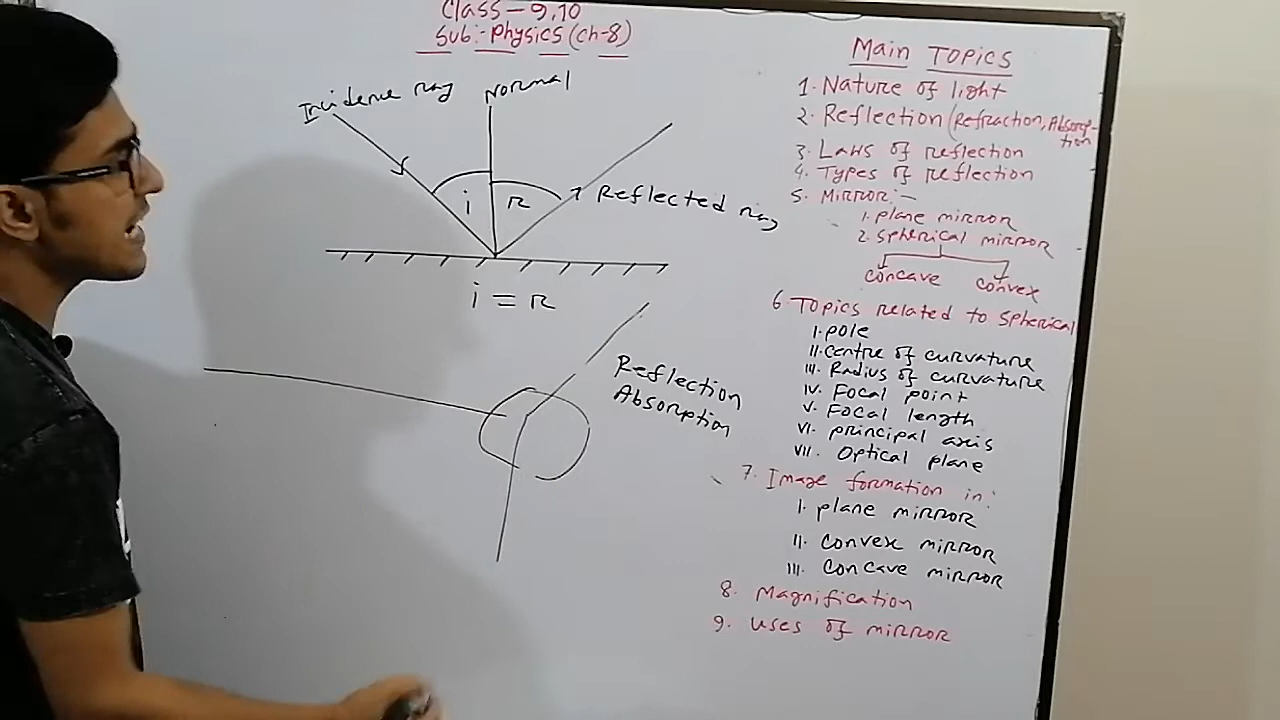 Class - 9,10
Sub:- Physics (ch-8)
Incidence ray
Normal
i
R
Reflected ray
i = R
Reflection
Absorption
Main Topics
1. Nature of light
2. Reflection (Refraction, Absorp-
tion
3. Laws of reflection
4. Types of reflection
5. Mirror:-
1. plane mirror
2. spherical mirror
concave convex
6. Topics related to spherical
I. pole
II. Centre of curvature
III. Radius of curvature
IV. Focal point
V. Focal length
VI. principal axis
VII. Optical plane
7. Image formation in:
I. plane mirror
II. Convex mirror
III. Concave mirror
8. Magnification
9. Uses of mirror